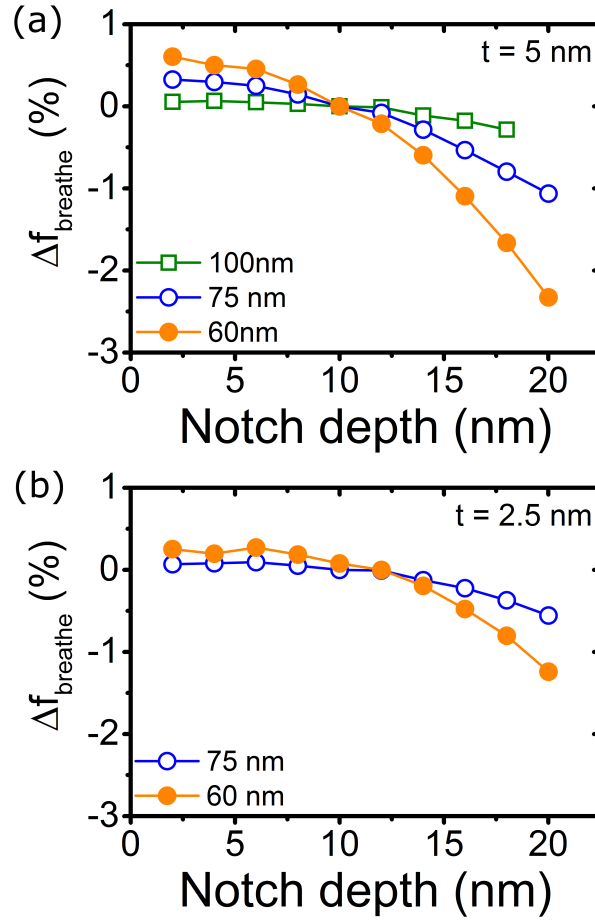 (a)
t = 5 nm
1
0
-1
-2
-3
Δf_breathe (%)
100nm
75 nm
60nm
0 5 10 15 20
Notch depth (nm)
(b)
t = 2.5 nm
1
0
-1
-2
-3
Δf_breathe (%)
75 nm
60 nm
0 5 10 15 20
Notch depth (nm)